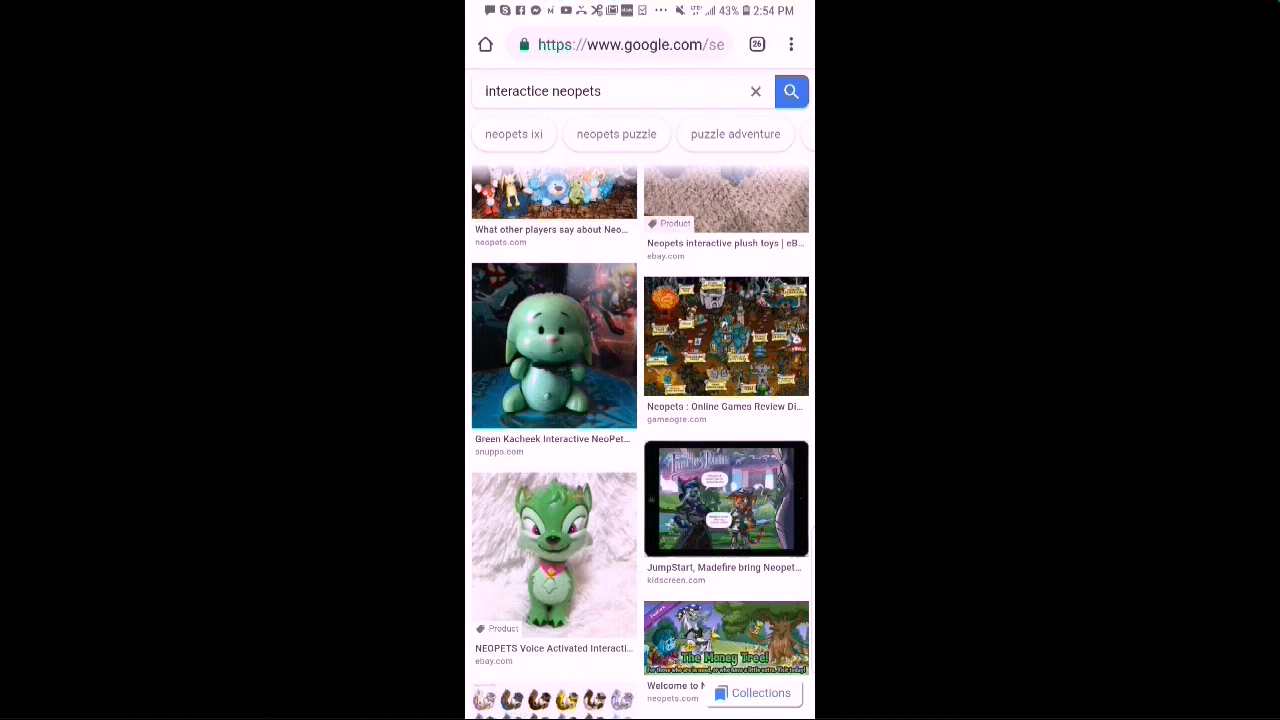 43% 2:54 PM
https://www.google.com/se
26
interactice neopets
neopets ixi
neopets puzzle
puzzle adventure
What other players say about Neo...
neopets.com
Product
Neopets interactive plush toys | eB...
ebay.com
Green Kacheek Interactive NeoPet...
snupps.com
Neopets : Online Games Review Di...
gameogre.com
JumpStart, Madefire bring Neopet...
kidscreen.com
Product
NEOPETS Voice Activated Interacti...
ebay.com
The Money Tree!
Welcome to N
neopets.com
Collections